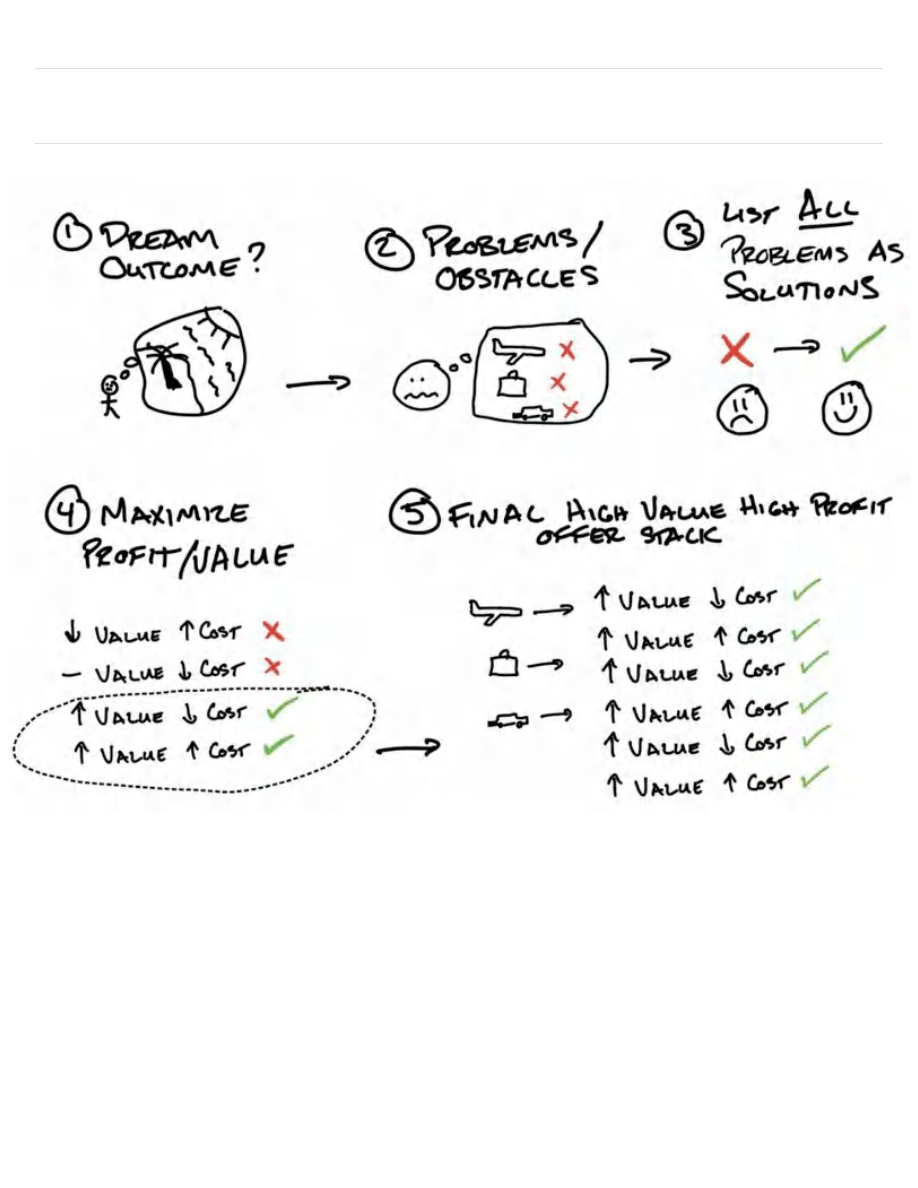 ① DREAM
OUTCOME?
② PROBLEMS/
OBSTACLES
③ LIST ALL
PROBLEMS AS
SOLUTIONS
④ MAXIMIZE
PROFIT/VALUE
↓ VALUE ↑ COST ✗
— VALUE ↓ COST ✗
↑ VALUE ↓ COST ✓
↑ VALUE ↑ COST ✓
⑤ FINAL HIGH VALUE HIGH PROFIT
OFFER STACK
↑ VALUE ↓ COST ✓
↑ VALUE ↑ COST ✓
↑ VALUE ↓ COST ✓
↑ VALUE ↑ COST ✓
↑ VALUE ↓ COST ✓
↑ VALUE ↑ COST ✓